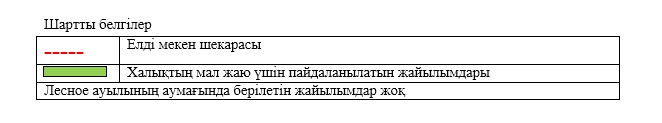 Шартты белгілер
Елді мекен шекарасы
Халықтың мал жаю үшін пайдаланылатын жайылымдары
Лесное ауылының аумағында берілетін жайылымдар жоқ